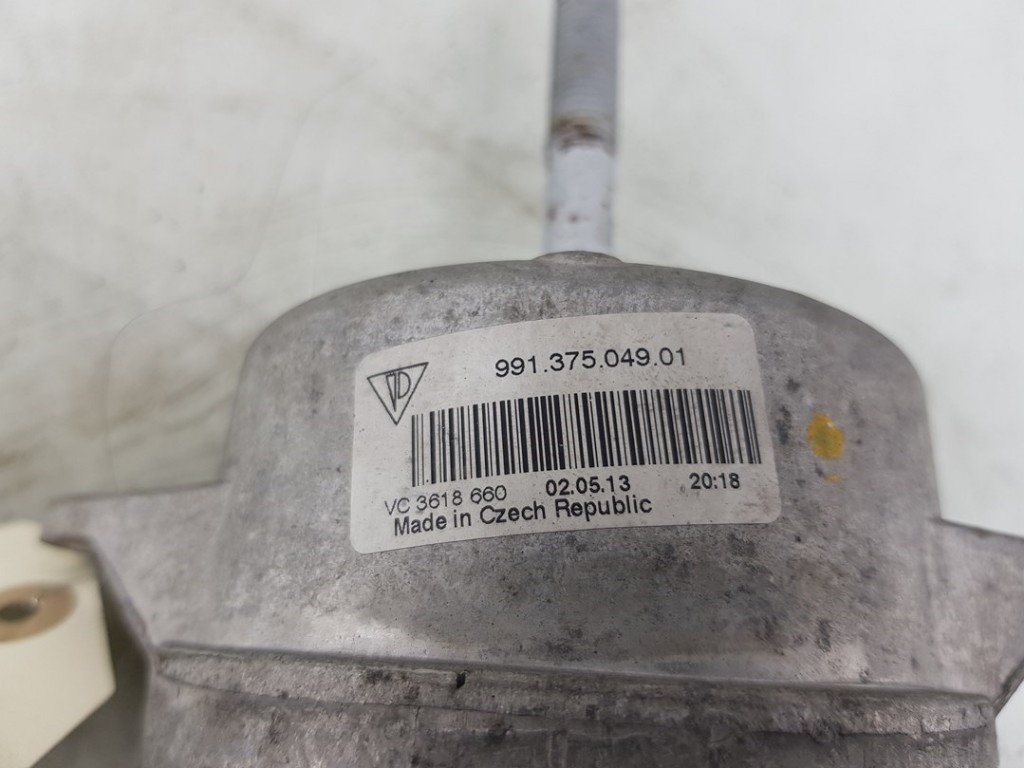 991.375.049.01
VC 3618 660 02.05.13 20:18
Made in Czech Republic